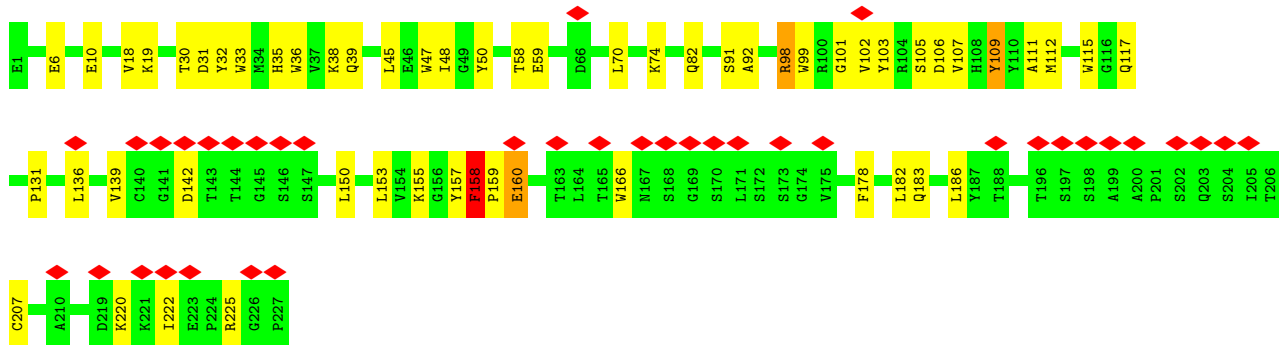 E1 E6 E10 V18 K19 T30 D31 Y32 W33 M34 H35 W36 V37 K38 Q39 L45 E46 W47 I48 G49 Y50 T58 E59 D66 L70 K74 Q82 S91 A92 R98 W99 R100 G101 V102 Y103 R104 S105 D106 V107 H108 Y109 Y110 A111 M112 W115 G116 Q117
P131 L136 V139 C140 G141 D142 T143 T144 G145 S146 S147 L150 L153 V154 K155 G156 Y157 F158 P159 E160 T163 L164 T165 W166 N167 S168 G169 S170 L171 S172 S173 G174 V175 F178 L182 Q183 L186 Y187 T188 T196 S197 S198 A199 A200 P201 S202 Q203 S204 I205 T206
C207 A210 D219 K220 K221 I222 E223 P224 R225 G226 P227